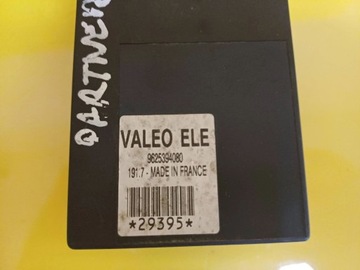 PARTNER
VALEO ELE
9625394080
191.7 - MADE IN FRANCE
*29395*